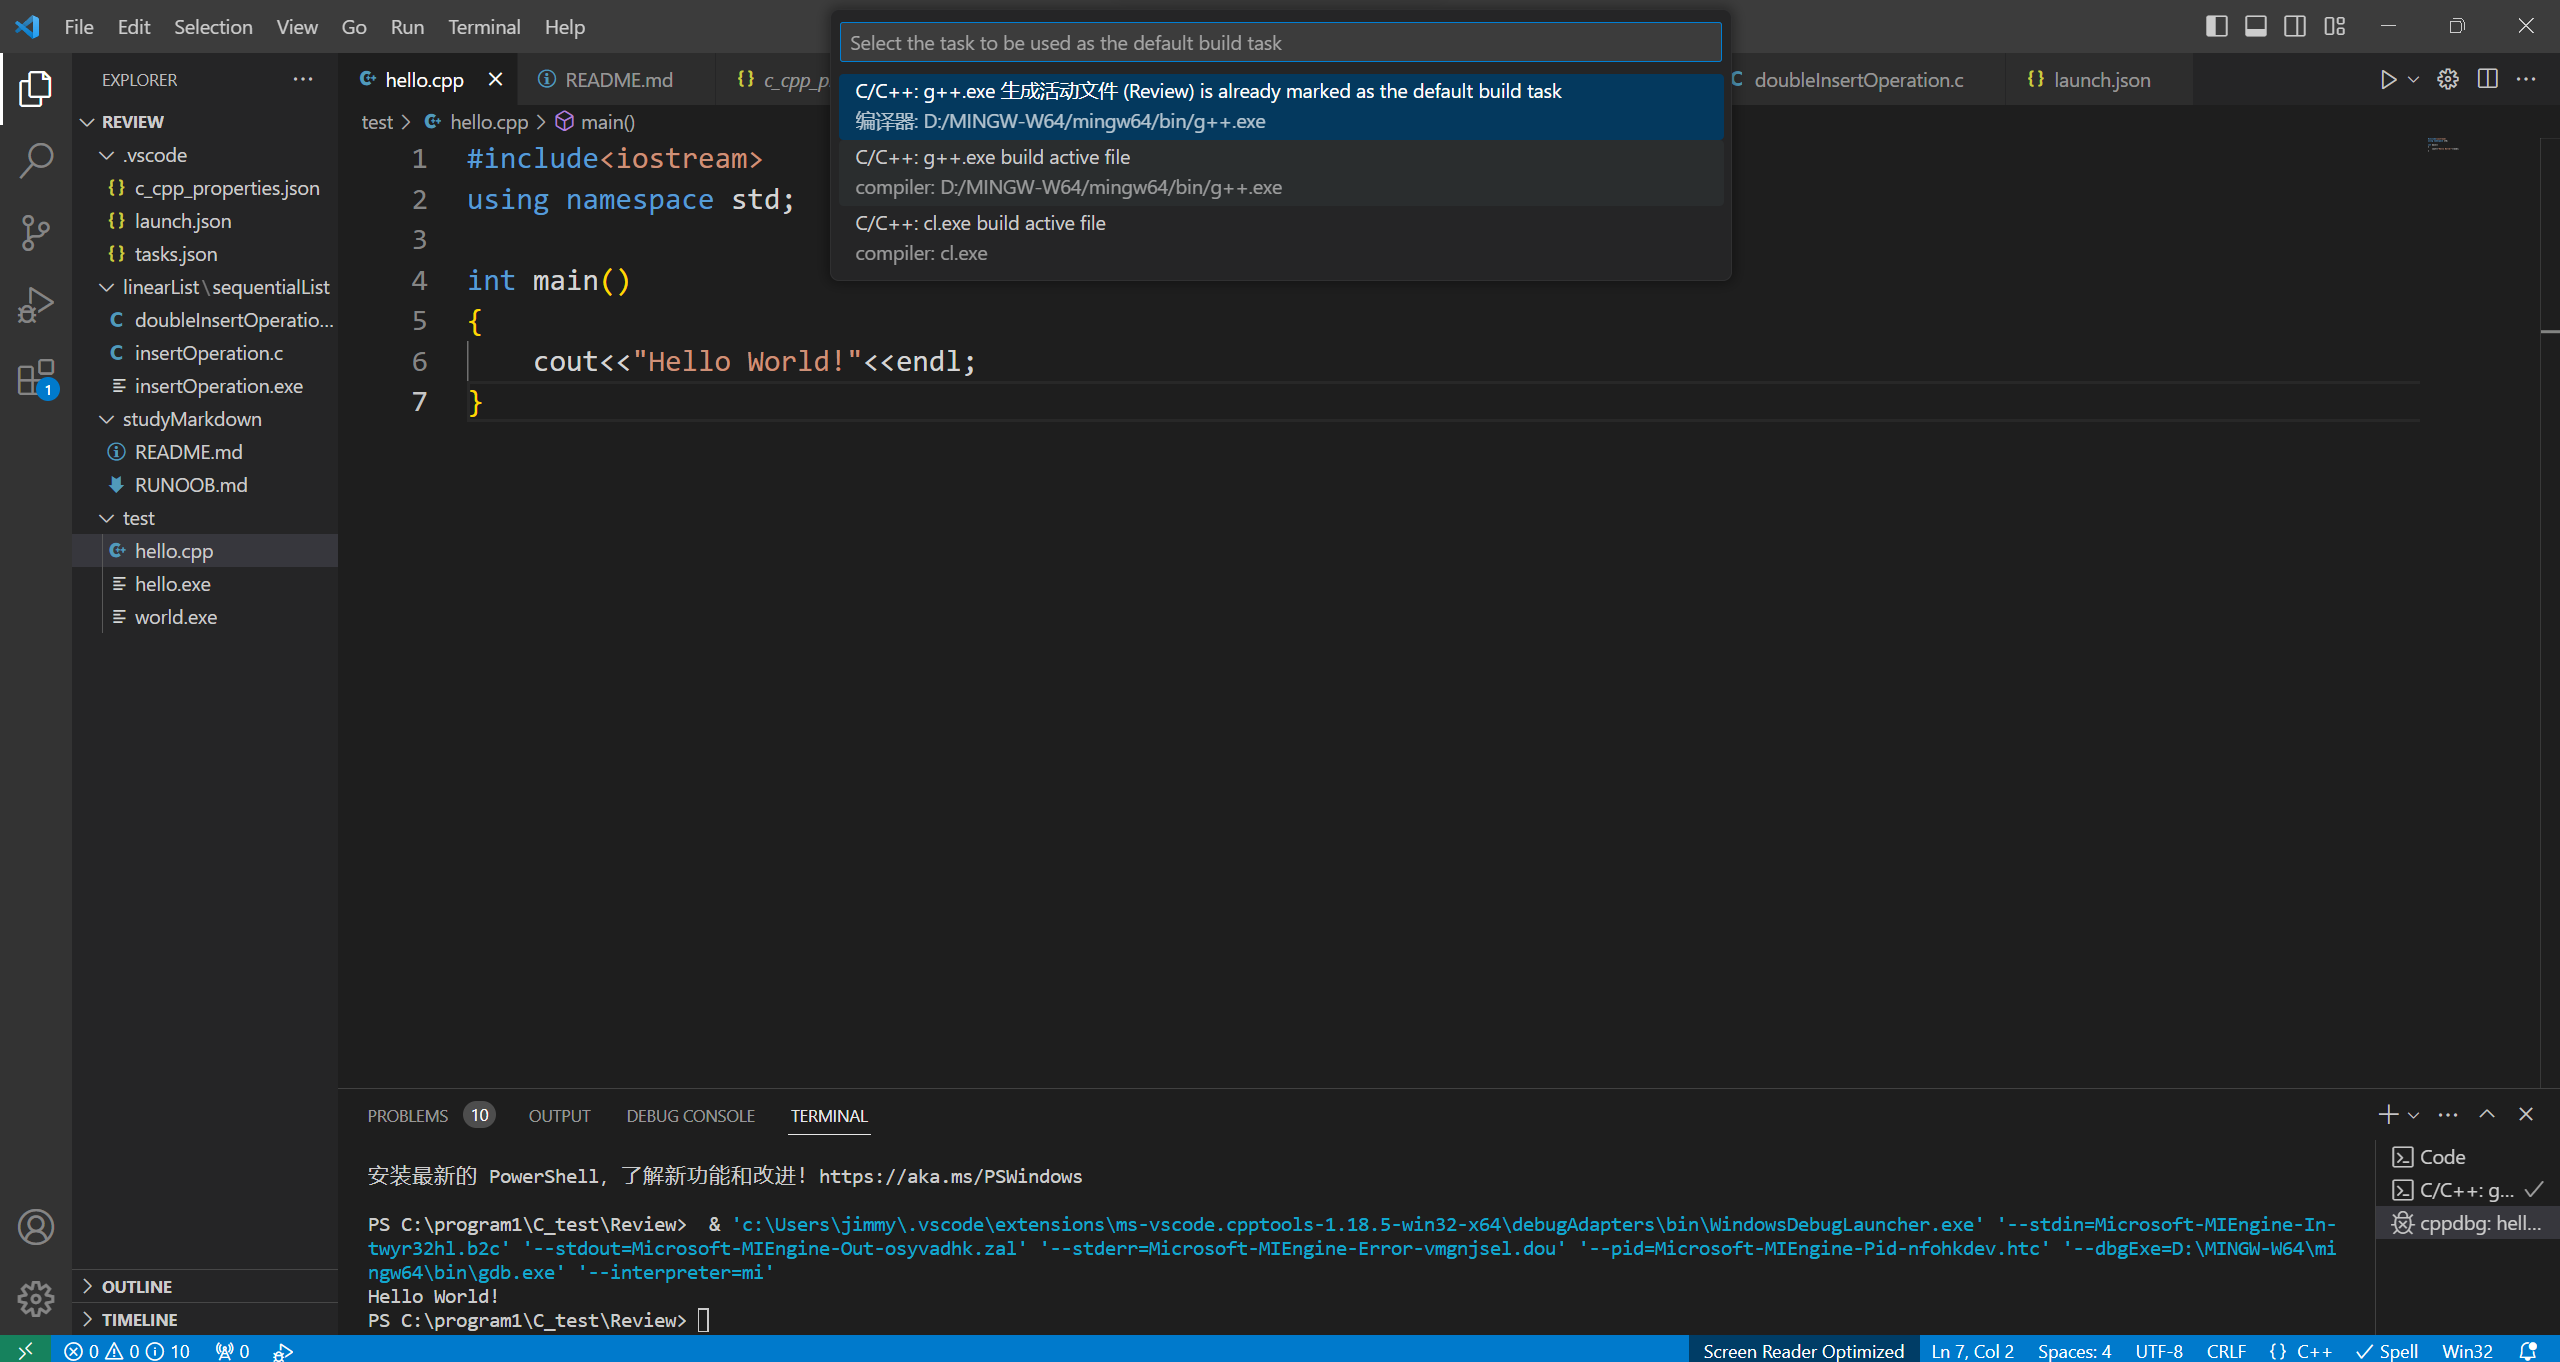 File Edit Selection View Go Run Terminal Help
Select the task to be used as the default build task
C/C++: g++.exe 生成活动文件 (Review) is already marked as the default build task
编译器: D:/MINGW-W64/mingw64/bin/g++.exe
C/C++: g++.exe build active file
compiler: D:/MINGW-W64/mingw64/bin/g++.exe
C/C++: cl.exe build active file
compiler: cl.exe
EXPLORER
REVIEW
.vscode
c_cpp_properties.json
launch.json
tasks.json
linearList\sequentialList
doubleInsertOperatio...
insertOperation.c
insertOperation.exe
studyMarkdown
README.md
RUNOOB.md
test
hello.cpp
hello.exe
world.exe
OUTLINE
TIMELINE
1
hello.cpp README.md {} c_cpp_p doubleInsertOperation.c {} launch.json
test > hello.cpp > main()
1 #include<iostream>
2 using namespace std;
3
4 int main()
5 {
6 cout<<"Hello World!"<<endl;
7 }
PROBLEMS 10 OUTPUT DEBUG CONSOLE TERMINAL
安装最新的 PowerShell，了解新功能和改进！https://aka.ms/PSWindows
PS C:\program1\C_test\Review>  & 'c:\Users\jimmy\.vscode\extensions\ms-vscode.cpptools-1.18.5-win32-x64\debugAdapters\bin\WindowsDebugLauncher.exe' '--stdin=Microsoft-MIEngine-In-
twyr32hl.b2c' '--stdout=Microsoft-MIEngine-Out-osyvadhk.zal' '--stderr=Microsoft-MIEngine-Error-vmgnjsel.dou' '--pid=Microsoft-MIEngine-Pid-nfohkdev.htc' '--dbgExe=D:\MINGW-W64\mi
ngw64\bin\gdb.exe' '--interpreter=mi'
Hello World!
PS C:\program1\C_test\Review>
Code
C/C++: g...
cppdbg: hell...
0 0 10 0
Screen Reader Optimized Ln 7, Col 2 Spaces: 4 UTF-8 CRLF {} C++ Spell Win32